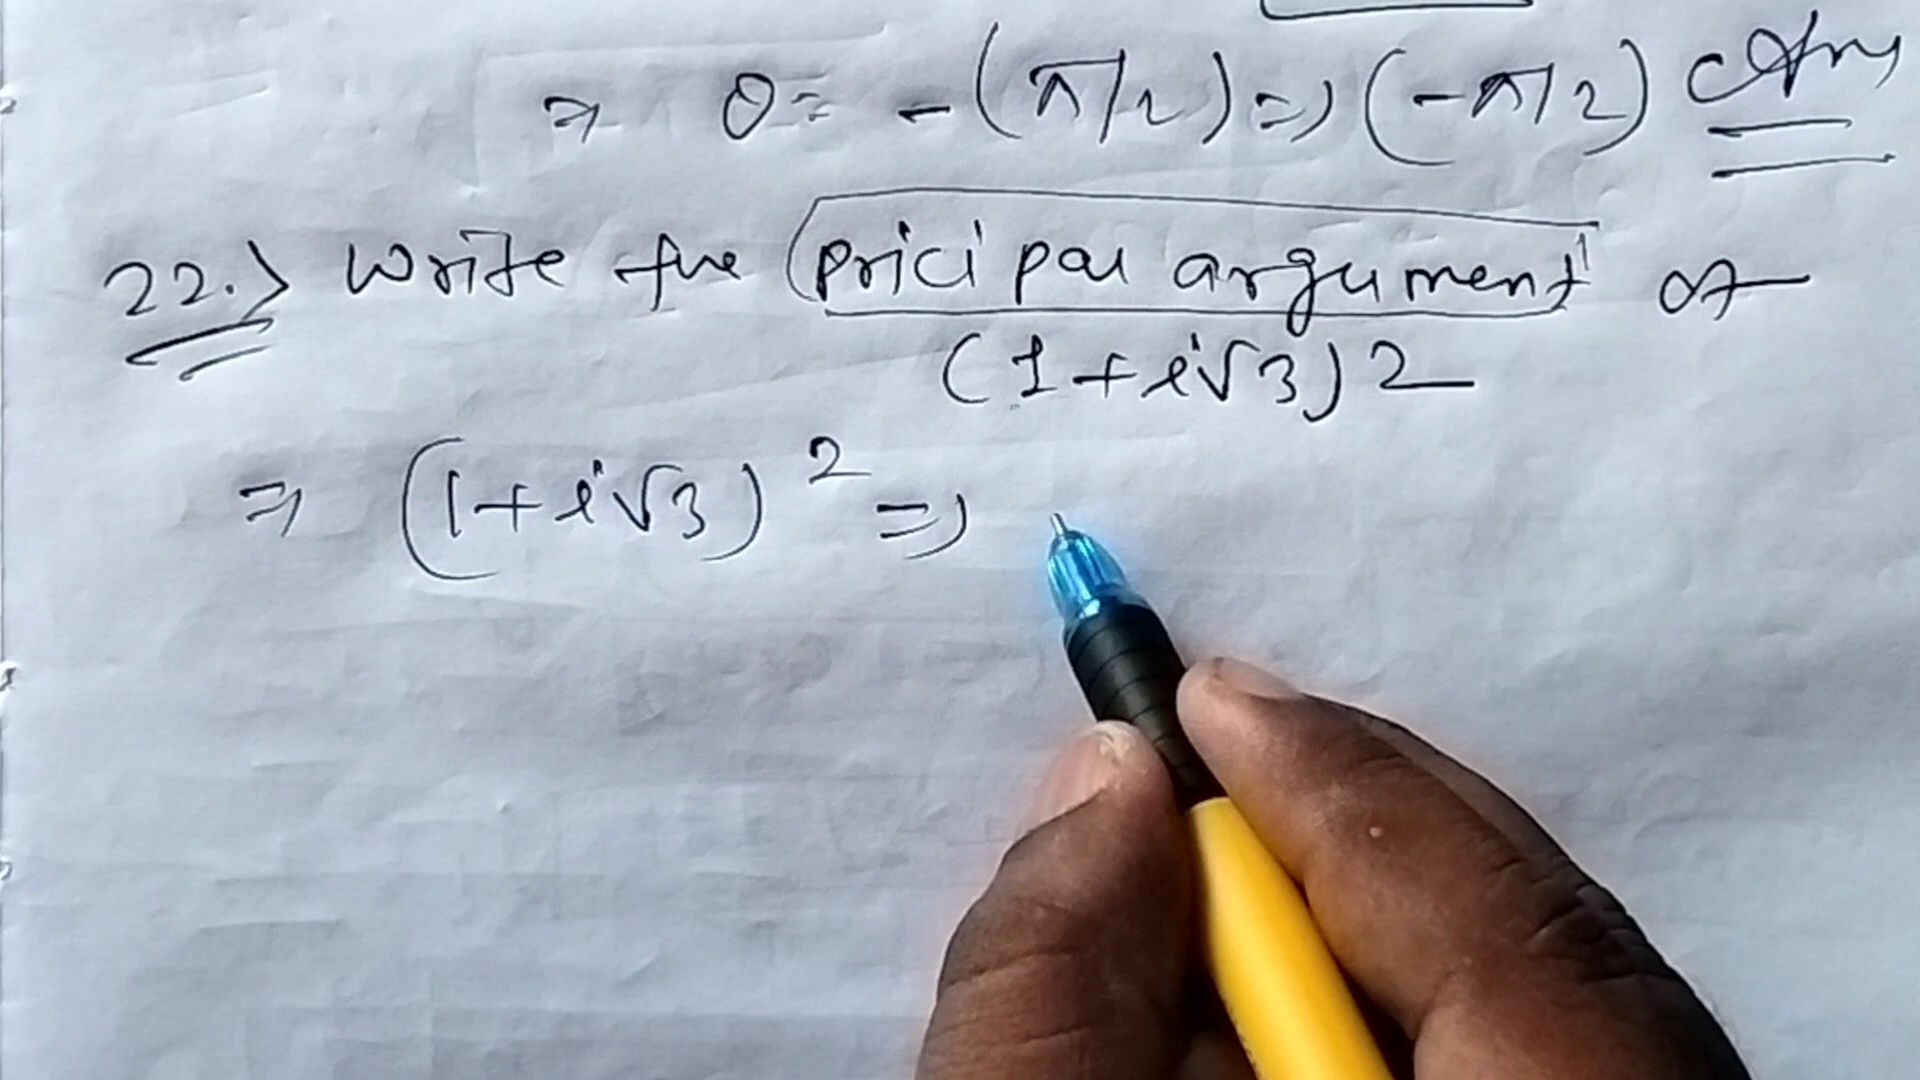 ⇒ θ = -(π/2) ⇒ (-π/2) Ans
22.> Write the pricipal argument of
(1+i√3)2
⇒ (1+i√3)² ⇒